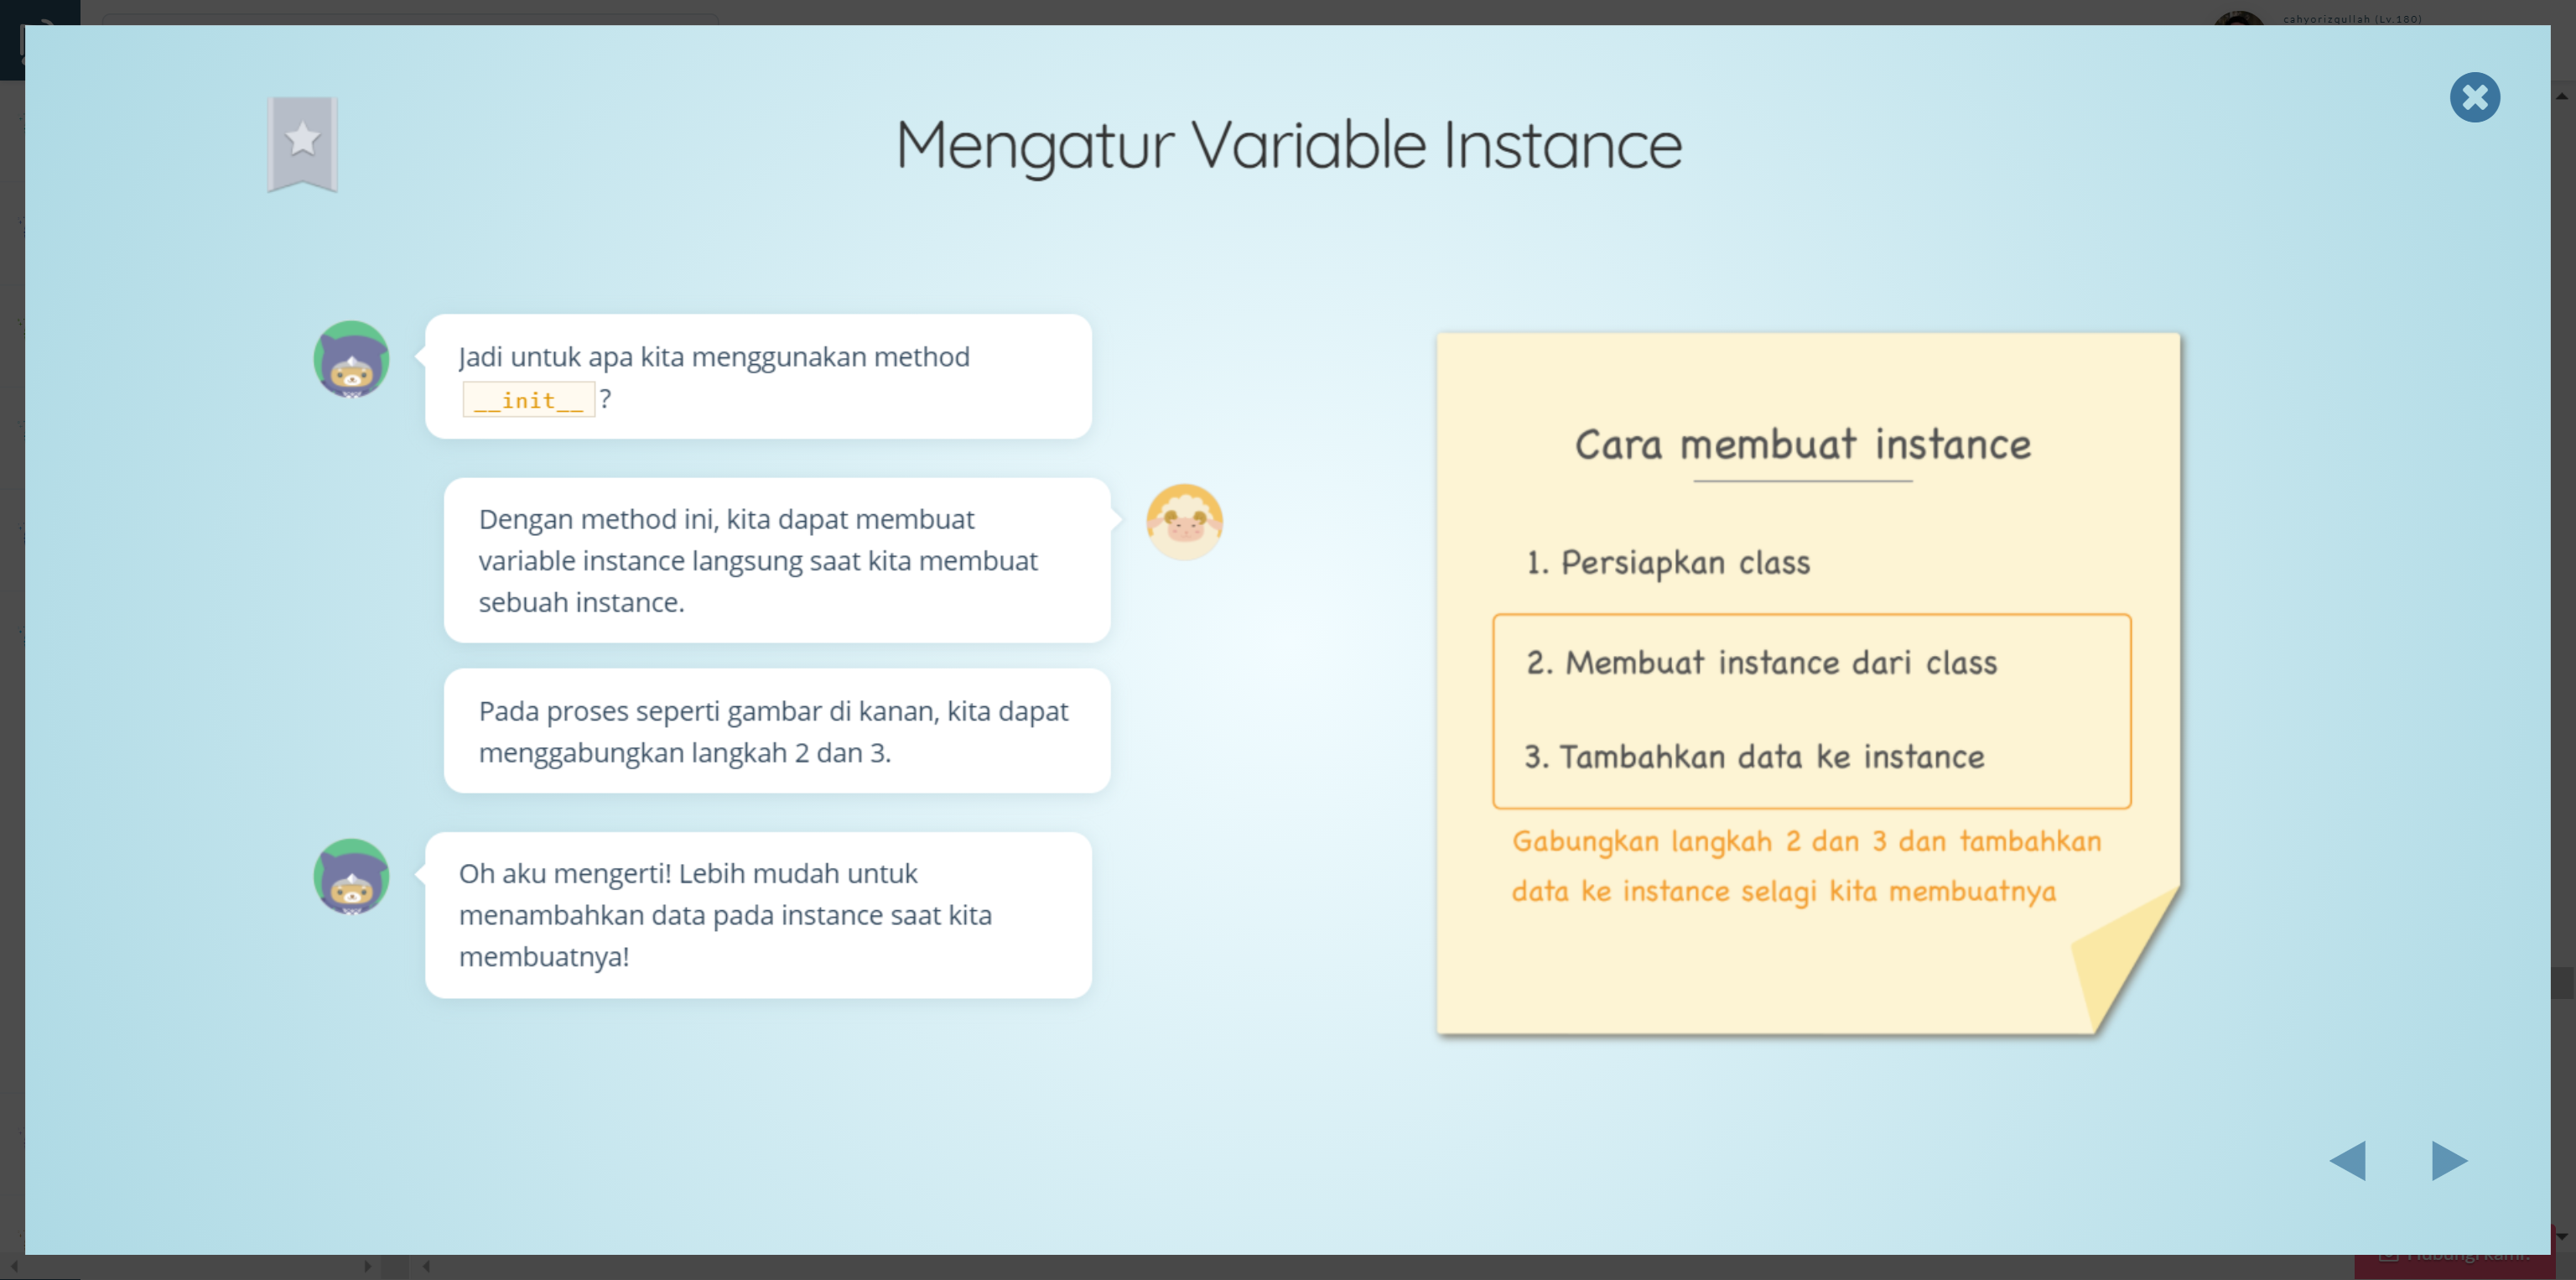 cahyorizqullah (Lv.180)
Mengatur Variable Instance
Jadi untuk apa kita menggunakan method
__init__ ?
Dengan method ini, kita dapat membuat
variable instance langsung saat kita membuat
sebuah instance.
Pada proses seperti gambar di kanan, kita dapat
menggabungkan langkah 2 dan 3.
Oh aku mengerti! Lebih mudah untuk
menambahkan data pada instance saat kita
membuatnya!
Cara membuat instance
1. Persiapkan class
2. Membuat instance dari class
3. Tambahkan data ke instance
Gabungkan langkah 2 dan 3 dan tambahkan
data ke instance selagi kita membuatnya
Hubungi kami!